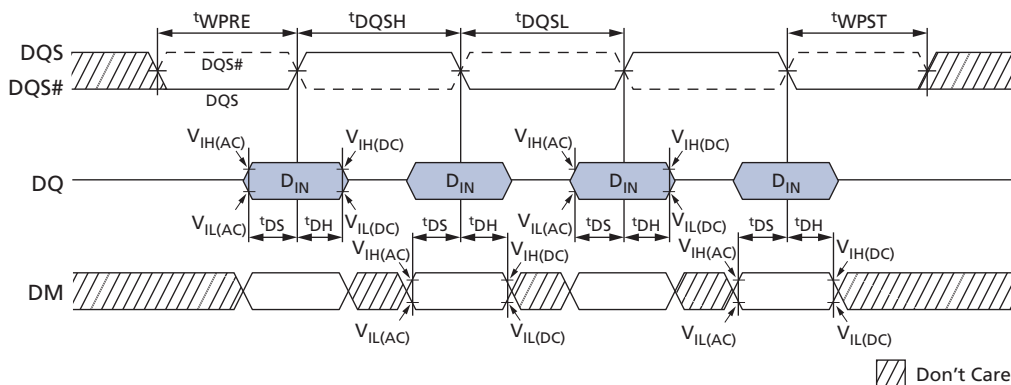 tWPRE tDQSH tDQSL tWPST
DQS
DQS#
DQS#
DQS
VIH(AC) VIH(DC) VIH(AC) VIH(DC)
DQ DIN DIN DIN DIN
VIL(AC) tDS tDH VIL(DC) tDS tDH VIL(AC) tDS tDH VIL(DC) tDS tDH
VIH(AC) VIH(DC) VIH(AC) VIH(DC)
DM
VIL(AC) VIL(DC) VIL(AC) VIL(DC)
Don't Care